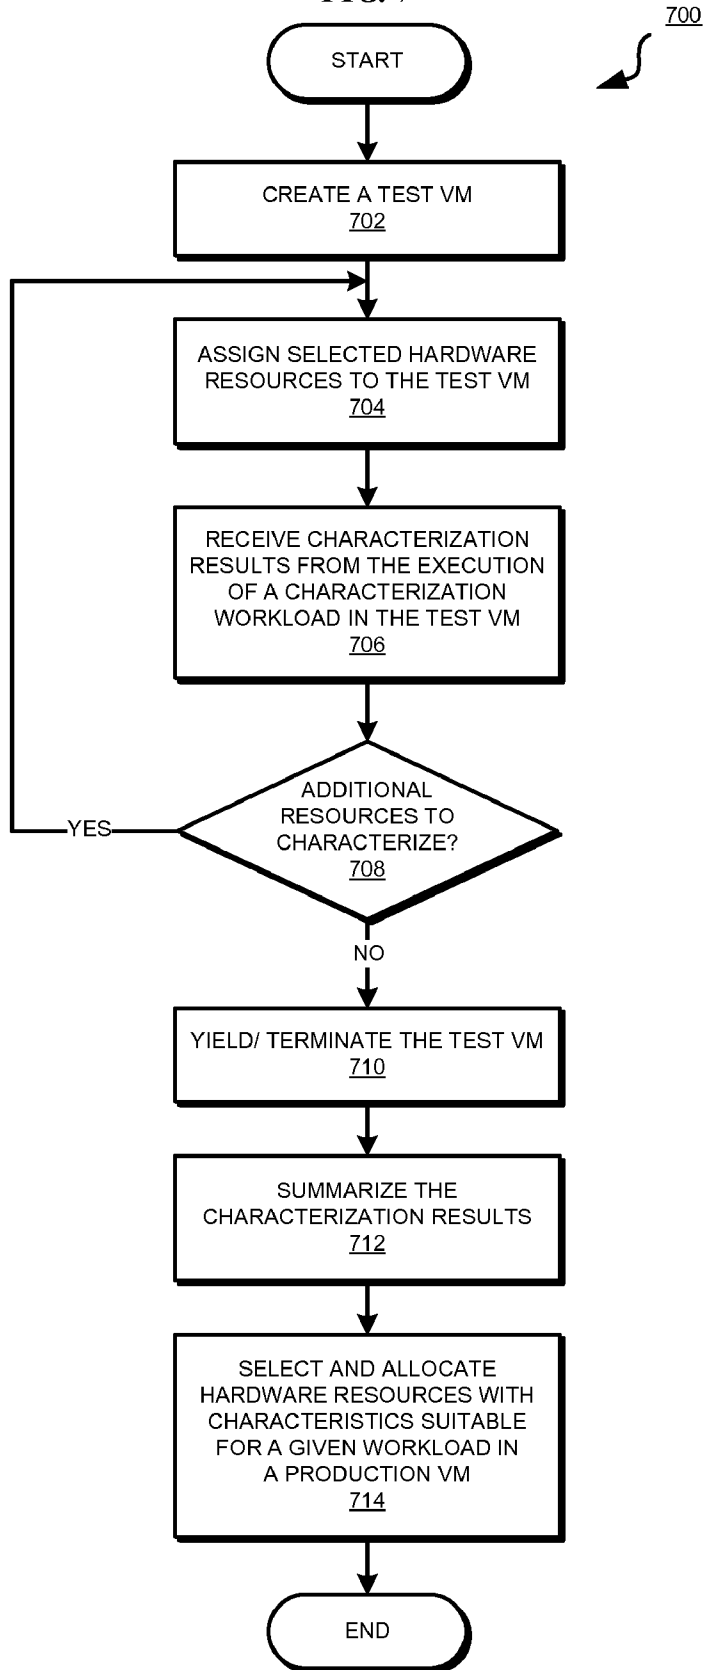 700
START
CREATE A TEST VM
702
ASSIGN SELECTED HARDWARE
RESOURCES TO THE TEST VM
704
RECEIVE CHARACTERIZATION
RESULTS FROM THE EXECUTION
OF A CHARACTERIZATION
WORKLOAD IN THE TEST VM
706
ADDITIONAL
RESOURCES TO
CHARACTERIZE?
708
YES
NO
YIELD/ TERMINATE THE TEST VM
710
SUMMARIZE THE
CHARACTERIZATION RESULTS
712
SELECT AND ALLOCATE
HARDWARE RESOURCES WITH
CHARACTERISTICS SUITABLE
FOR A GIVEN WORKLOAD IN
A PRODUCTION VM
714
END